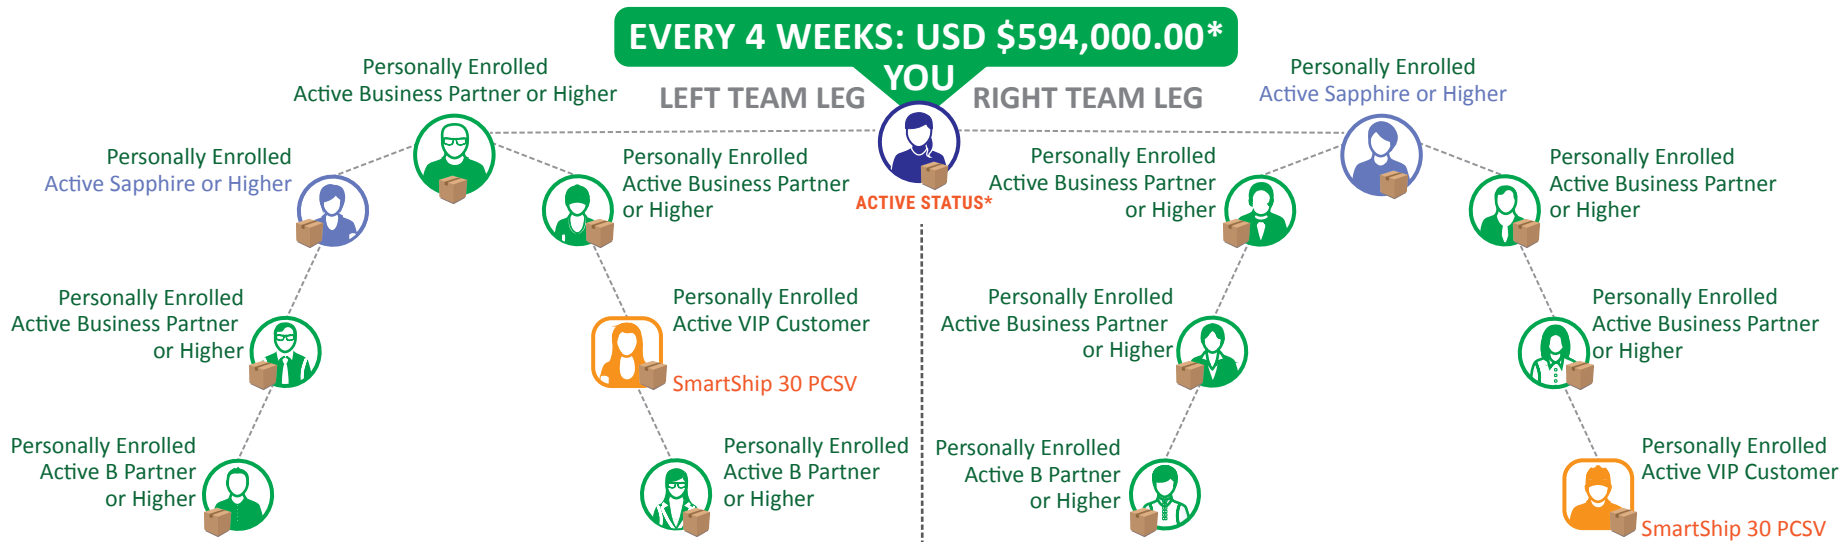 EVERY 4 WEEKS: USD $594,000.00*
YOU
LEFT TEAM LEG
RIGHT TEAM LEG
ACTIVE STATUS*
Personally Enrolled
Active Business Partner or Higher
Personally Enrolled
Active Sapphire or Higher
Personally Enrolled
Active Business Partner
or Higher
Personally Enrolled
Active Business Partner
or Higher
Personally Enrolled
Active VIP Customer
SmartShip 30 PCSV
Personally Enrolled
Active B Partner
or Higher
Personally Enrolled
Active B Partner
or Higher
Personally Enrolled
Active Sapphire or Higher
Personally Enrolled
Active Business Partner
or Higher
Personally Enrolled
Active Business Partner
or Higher
Personally Enrolled
Active Business Partner
or Higher
Personally Enrolled
Active Business Partner
or Higher
Personally Enrolled
Active B Partner
or Higher
Personally Enrolled
Active VIP Customer
SmartShip 30 PCSV